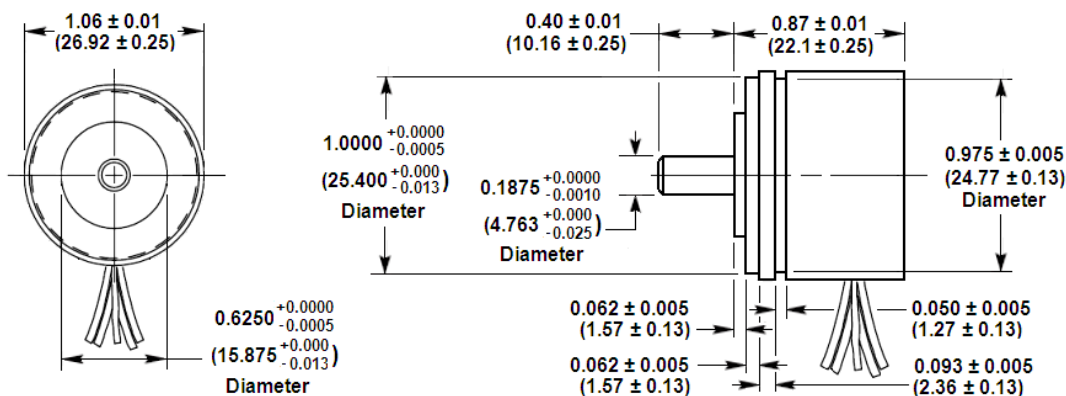 1.06 ± 0.01
(26.92 ± 0.25)
0.6250 +0.0000
-0.0005
(15.875 +0.000
-0.013)
Diameter
0.40 ± 0.01
(10.16 ± 0.25)
0.87 ± 0.01
(22.1 ± 0.25)
1.0000 +0.0000
-0.0005
(25.400 +0.000
-0.013)
Diameter
0.1875 +0.0000
-0.0010
(4.763 +0.000
-0.025)
Diameter
0.975 ± 0.005
(24.77 ± 0.13)
Diameter
0.062 ± 0.005
(1.57 ± 0.13)
0.050 ± 0.005
(1.27 ± 0.13)
0.062 ± 0.005
(1.57 ± 0.13)
0.093 ± 0.005
(2.36 ± 0.13)